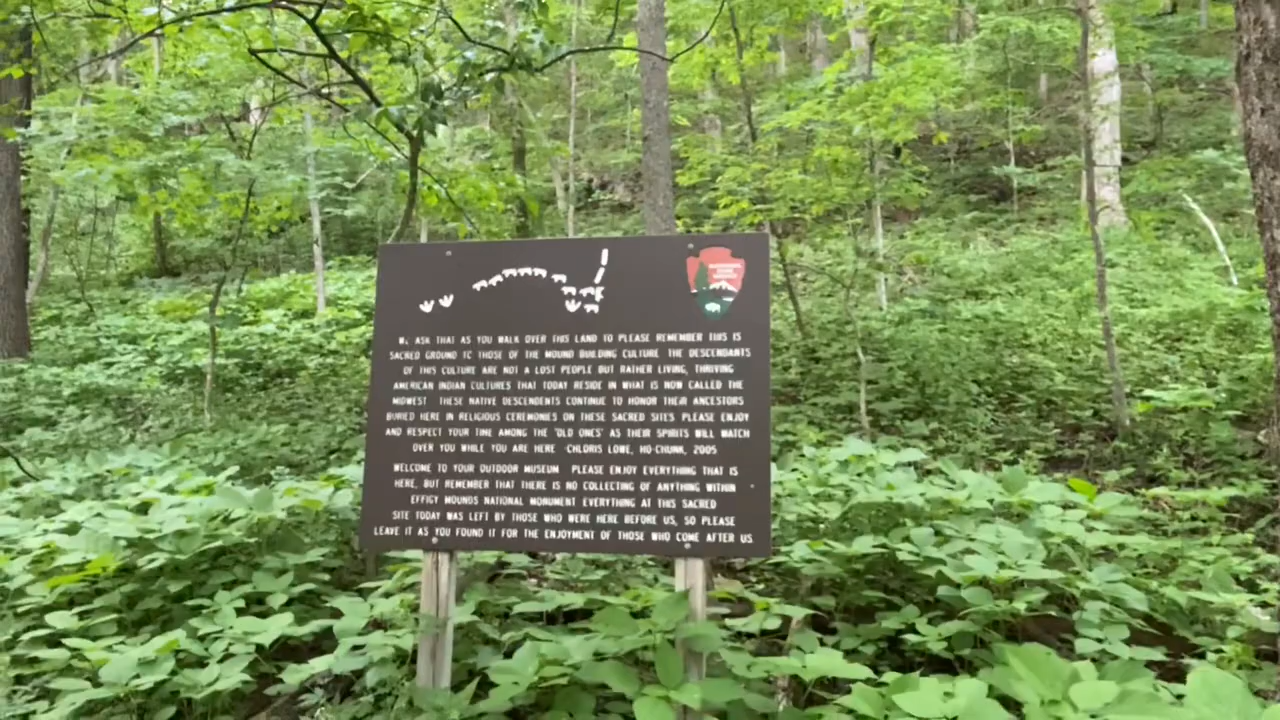 WE ASK THAT AS YOU WALK OVER THIS LAND TO PLEASE REMEMBER THIS IS
SACRED GROUND TO THOSE OF THE MOUND BUILDING CULTURE THE DESCENDANTS
OF THIS CULTURE ARE NOT A LOST PEOPLE BUT RATHER LIVING, THRIVING
AMERICAN INDIAN CULTURES THAT TODAY RESIDE IN WHAT IS NOW CALLED THE
MIDWEST THESE NATIVE DESCENDENTS CONTINUE TO HONOR THEIR ANCESTORS
BURIED HERE IN RELIGIOUS CEREMONIES ON THESE SACRED SITES PLEASE ENJOY
AND RESPECT YOUR TIME AMONG THE 'OLD ONES' AS THEIR SPIRITS WILL WATCH
OVER YOU WHILE YOU ARE HERE -CHLORIS LOWE, HO-CHUNK, 2005
WELCOME TO YOUR OUTDOOR MUSEUM PLEASE ENJOY EVERYTHING THAT IS
HERE, BUT REMEMBER THAT THERE IS NO COLLECTING OF ANYTHING WITHIN
EFFIGY MOUNDS NATIONAL MONUMENT EVERYTHING AT THIS SACRED
SITE TODAY WAS LEFT BY THOSE WHO WERE HERE BEFORE US, SO PLEASE
LEAVE IT AS YOU FOUND IT FOR THE ENJOYMENT OF THOSE WHO COME AFTER US